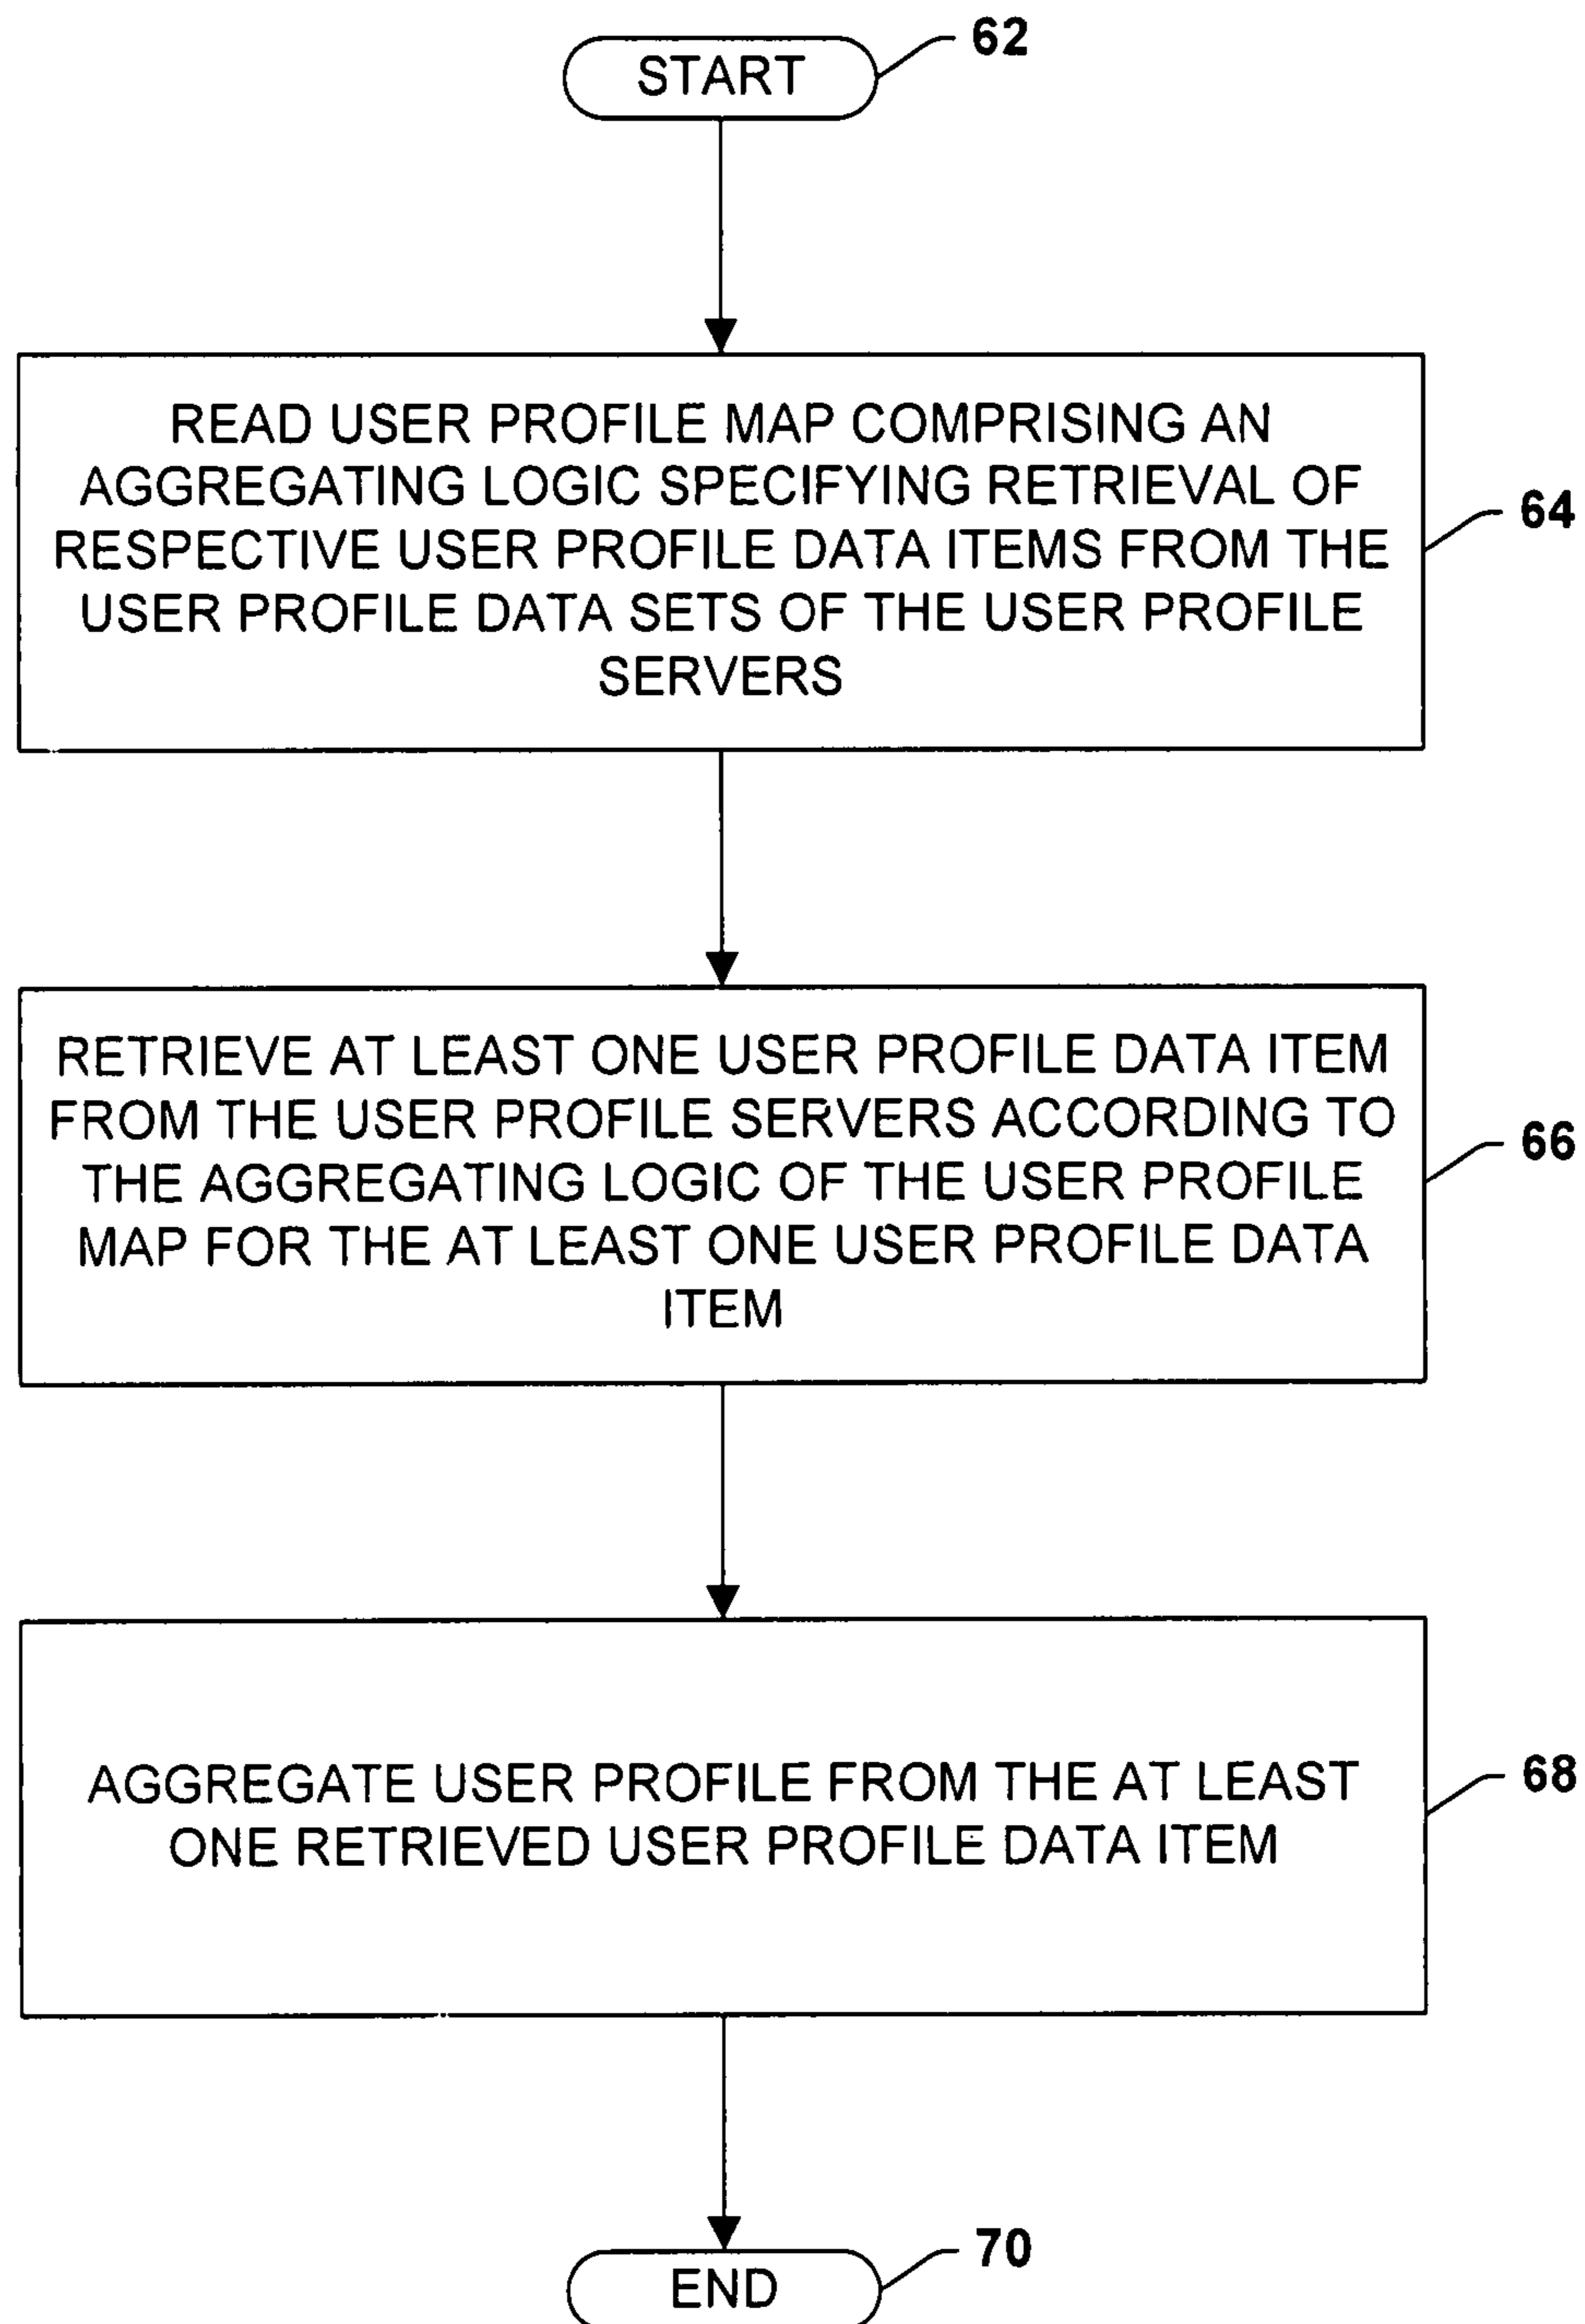 START
62
READ USER PROFILE MAP COMPRISING AN
AGGREGATING LOGIC SPECIFYING RETRIEVAL OF
RESPECTIVE USER PROFILE DATA ITEMS FROM THE
USER PROFILE DATA SETS OF THE USER PROFILE
SERVERS
64
RETRIEVE AT LEAST ONE USER PROFILE DATA ITEM
FROM THE USER PROFILE SERVERS ACCORDING TO
THE AGGREGATING LOGIC OF THE USER PROFILE
MAP FOR THE AT LEAST ONE USER PROFILE DATA
ITEM
66
AGGREGATE USER PROFILE FROM THE AT LEAST
ONE RETRIEVED USER PROFILE DATA ITEM
68
END
70